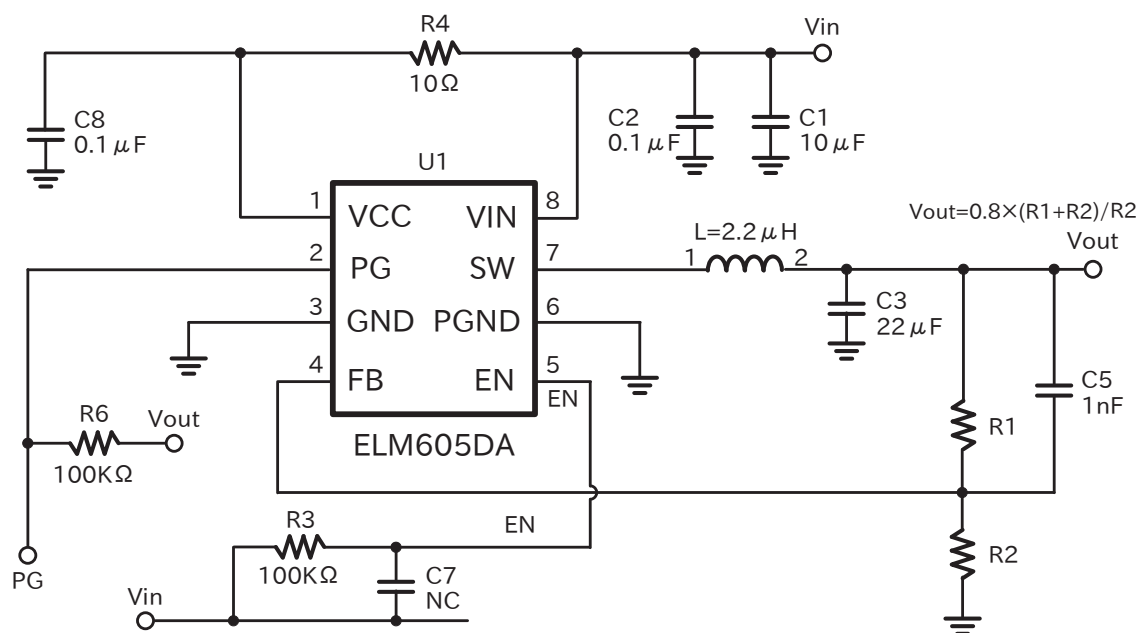 R4
10Ω
Vin
C8
0.1μF
C2
0.1μF
C1
10μF
U1
1 VCC VIN 8
2 PG SW 7
3 GND PGND 6
4 FB EN 5
EN
ELM605DA
L=2.2μH
1 2
Vout=0.8×(R1+R2)/R2
Vout
C3
22μF
C5
1nF
R1
R6
Vout
100KΩ
PG
R3
EN
100KΩ
C7
NC
Vin
R2